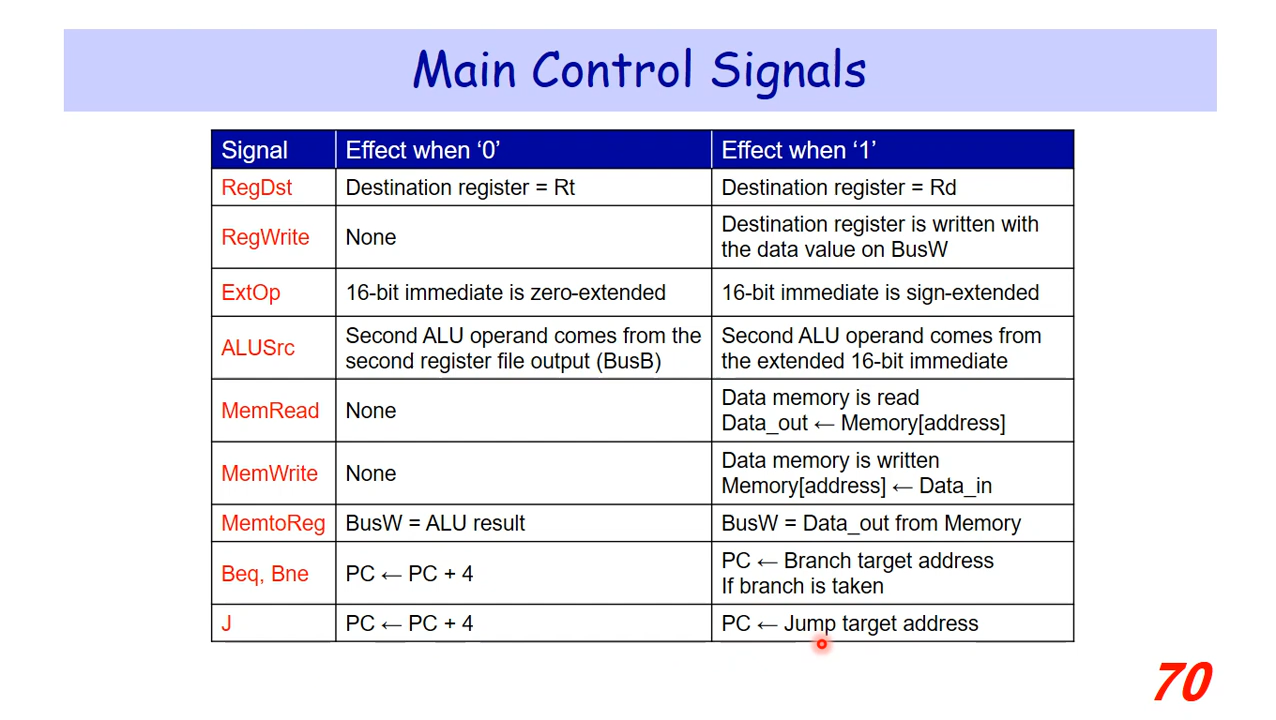 Main Control Signals
Signal Effect when ‘0’ Effect when ‘1’
RegDst Destination register = Rt Destination register = Rd
RegWrite None Destination register is written with
the data value on BusW
ExtOp 16-bit immediate is zero-extended 16-bit immediate is sign-extended
ALUSrc Second ALU operand comes from the
second register file output (BusB)
Second ALU operand comes from
the extended 16-bit immediate
MemRead None Data memory is read
Data_out ← Memory[address]
MemWrite None Data memory is written
Memory[address] ← Data_in
MemtoReg BusW = ALU result BusW = Data_out from Memory
Beq, Bne PC ← PC + 4 PC ← Branch target address
If branch is taken
J PC ← PC + 4 PC ← Jump target address
70